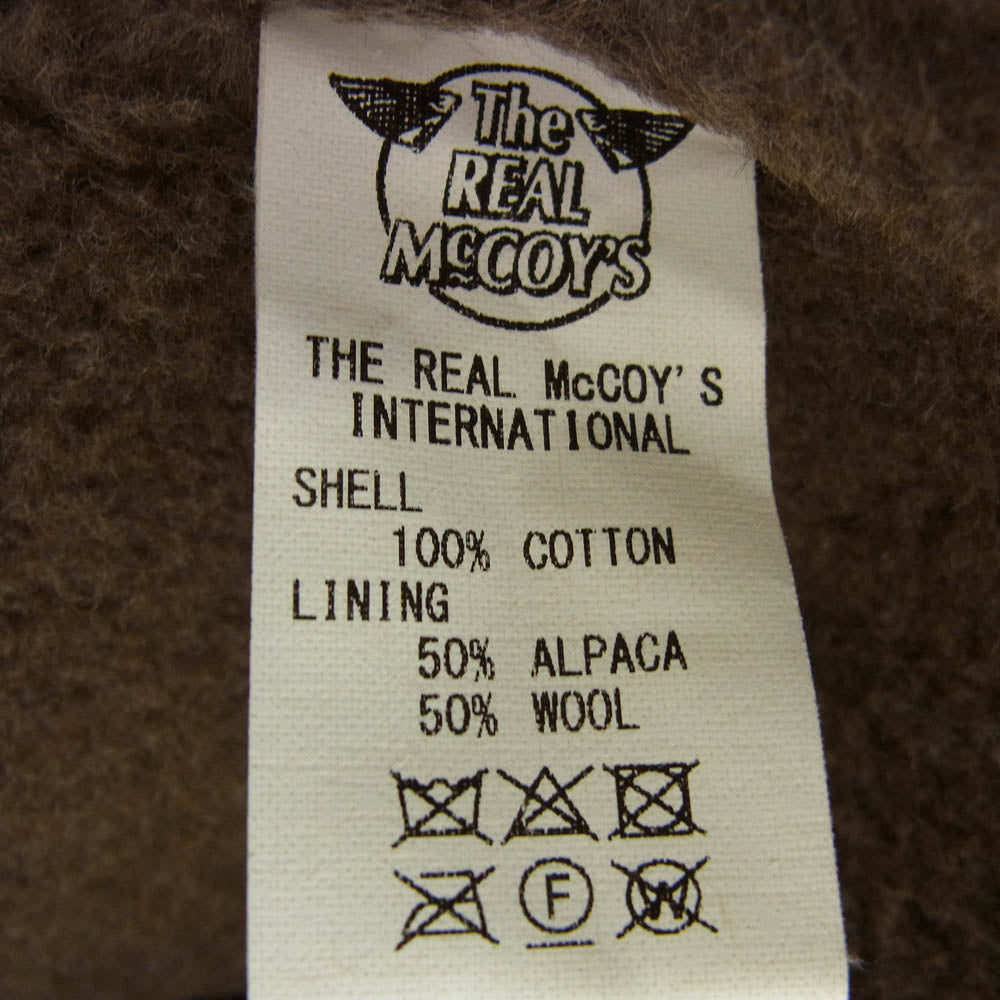 The
REAL
McCOY'S
THE REAL McCOY'S
INTERNATIONAL
SHELL
100% COTTON
LINING
50% ALPACA
50% WOOL
F W